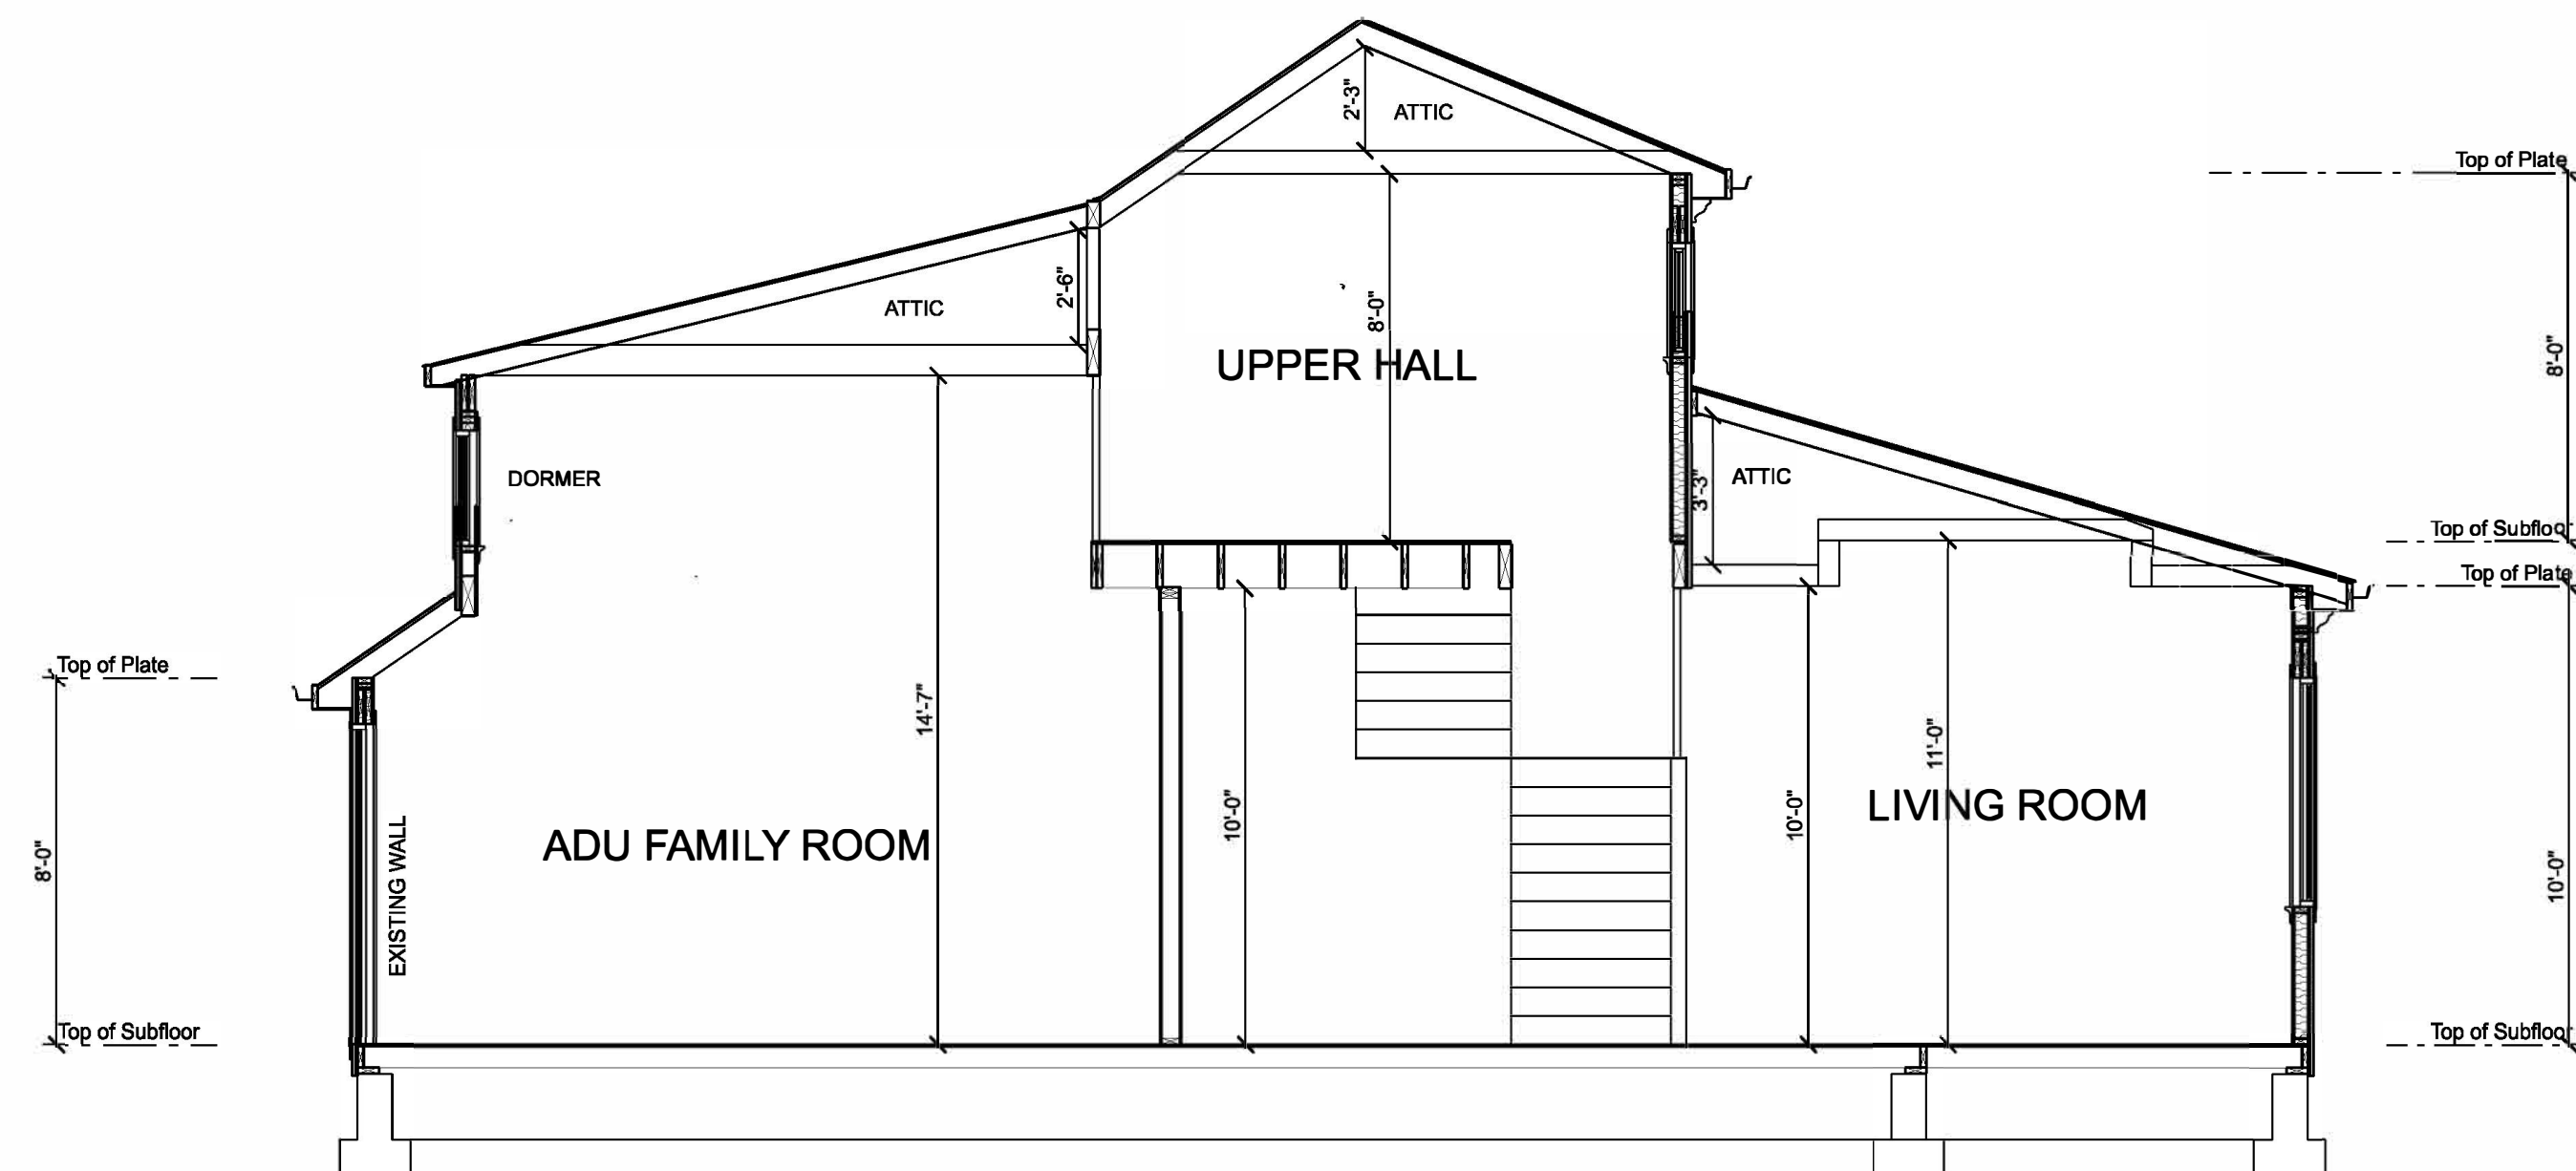 2'-3"
ATTIC
Top of Plate
2'-6"
ATTIC
8'-0"
UPPER HALL
8'-0"
DORMER
3'-3"
ATTIC
Top of Subfloor
Top of Plate
Top of Plate
14'-7"
11'-0"
10'-0"
10'-0"
LIVING ROOM
ADU FAMILY ROOM
8'-0"
EXISTING WALL
10'-0"
Top of Subfloor
Top of Subfloor